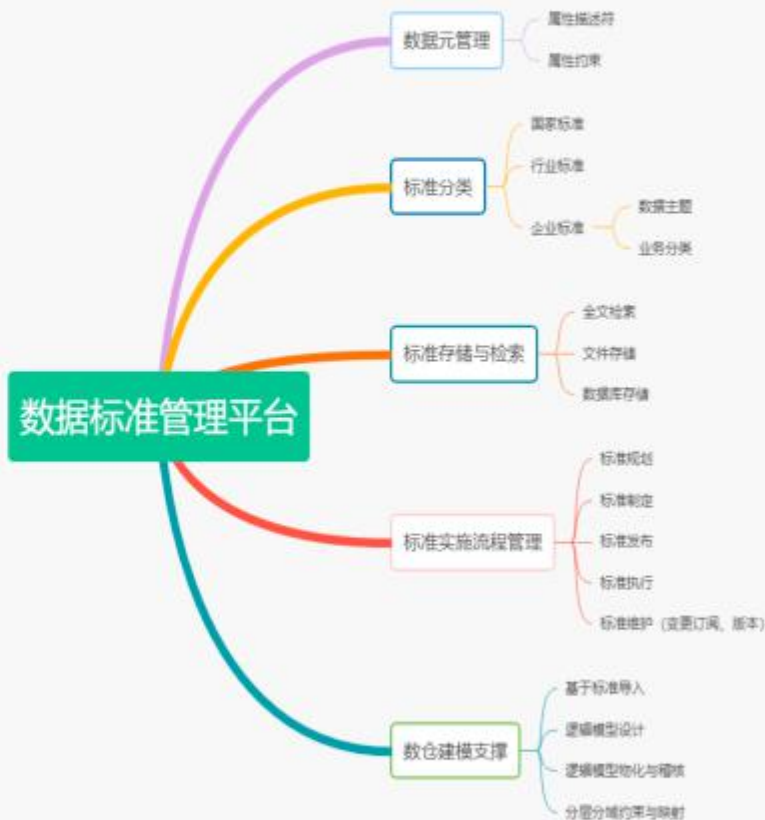 数据标准管理平台
数据元管理
属性描述符
属性约束
标准分类
国家标准
行业标准
企业标准
数据主题
业务分类
标准存储与检索
全文检索
文件存储
数据库存储
标准实施流程管理
标准规划
标准制定
标准发布
标准执行
标准维护（变更订阅、版本）
数仓建模支撑
基于标准导入
逻辑模型设计
逻辑模型物化与稽核
分层分域约束与映射